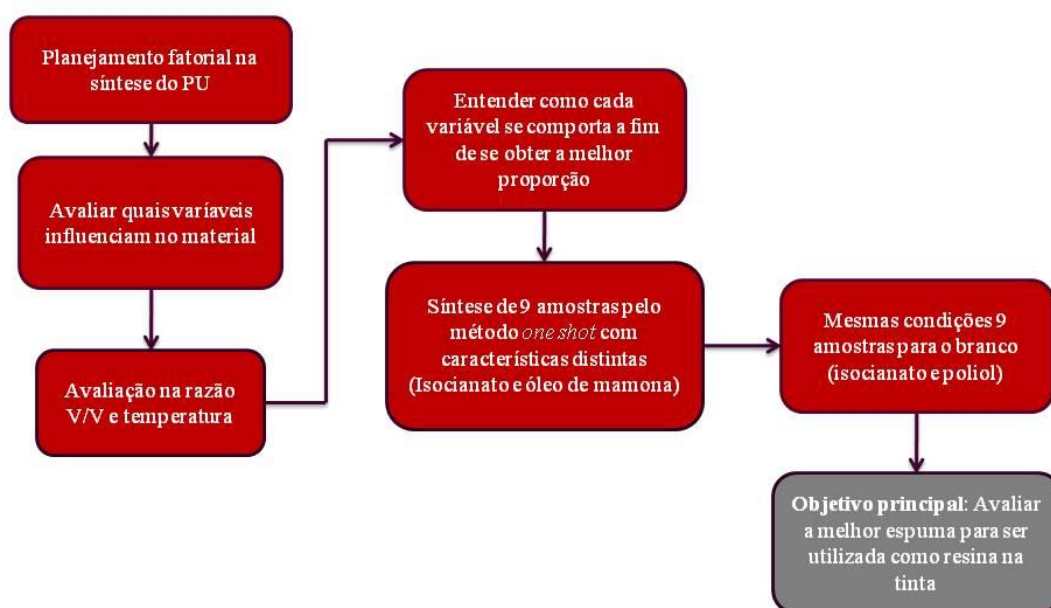 Planejamento fatorial na
síntese do PU
Avaliar quais varíaveis
influenciam no material
Avaliação na razão
V/V e temperatura
Entender como cada
variável se comporta a fim
de se obter a melhor
proporção
Síntese de 9 amostras pelo
método one shot com
características distintas
(Isocianato e óleo de mamona)
Mesmas condições 9
amostras para o branco
(isocianato e poliol)
Objetivo principal: Avaliar
a melhor espuma para ser
utilizada como resina na
tinta